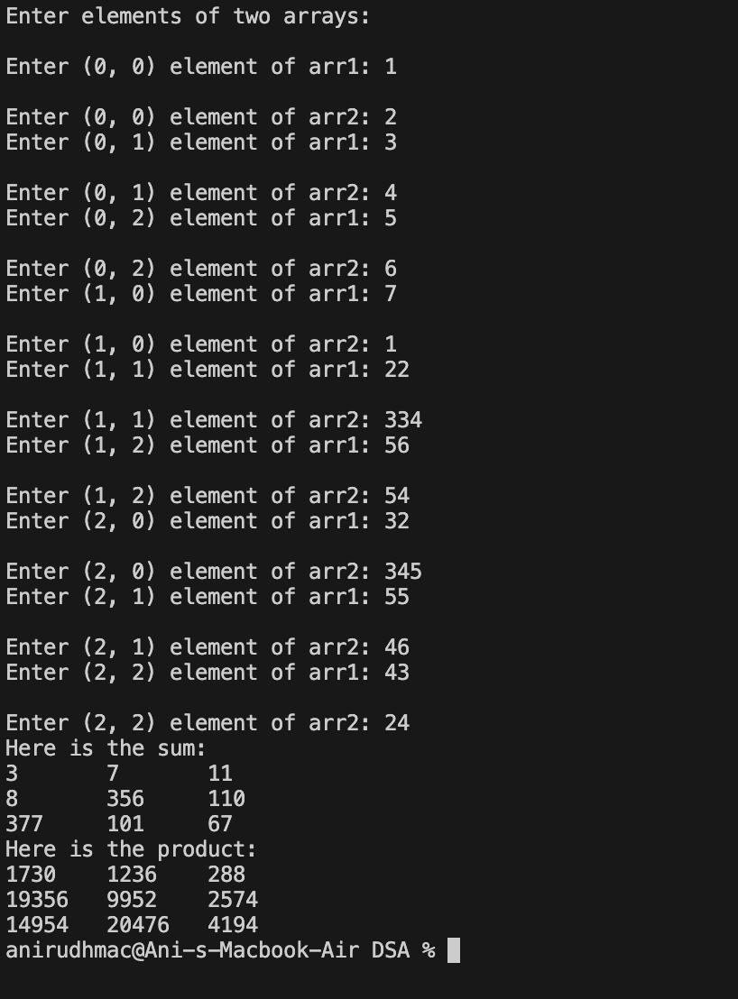 Enter elements of two arrays:
Enter (0, 0) element of arr1: 1
Enter (0, 0) element of arr2: 2
Enter (0, 1) element of arr1: 3
Enter (0, 1) element of arr2: 4
Enter (0, 2) element of arr1: 5
Enter (0, 2) element of arr2: 6
Enter (1, 0) element of arr1: 7
Enter (1, 0) element of arr2: 1
Enter (1, 1) element of arr1: 22
Enter (1, 1) element of arr2: 334
Enter (1, 2) element of arr1: 56
Enter (1, 2) element of arr2: 54
Enter (2, 0) element of arr1: 32
Enter (2, 0) element of arr2: 345
Enter (2, 1) element of arr1: 55
Enter (2, 1) element of arr2: 46
Enter (2, 2) element of arr1: 43
Enter (2, 2) element of arr2: 24
Here is the sum:
3 7 11
8 356 110
377 101 67
Here is the product:
1730 1236 288
19356 9952 2574
14954 20476 4194
anirudhmac@Ani-s-Macbook-Air DSA %